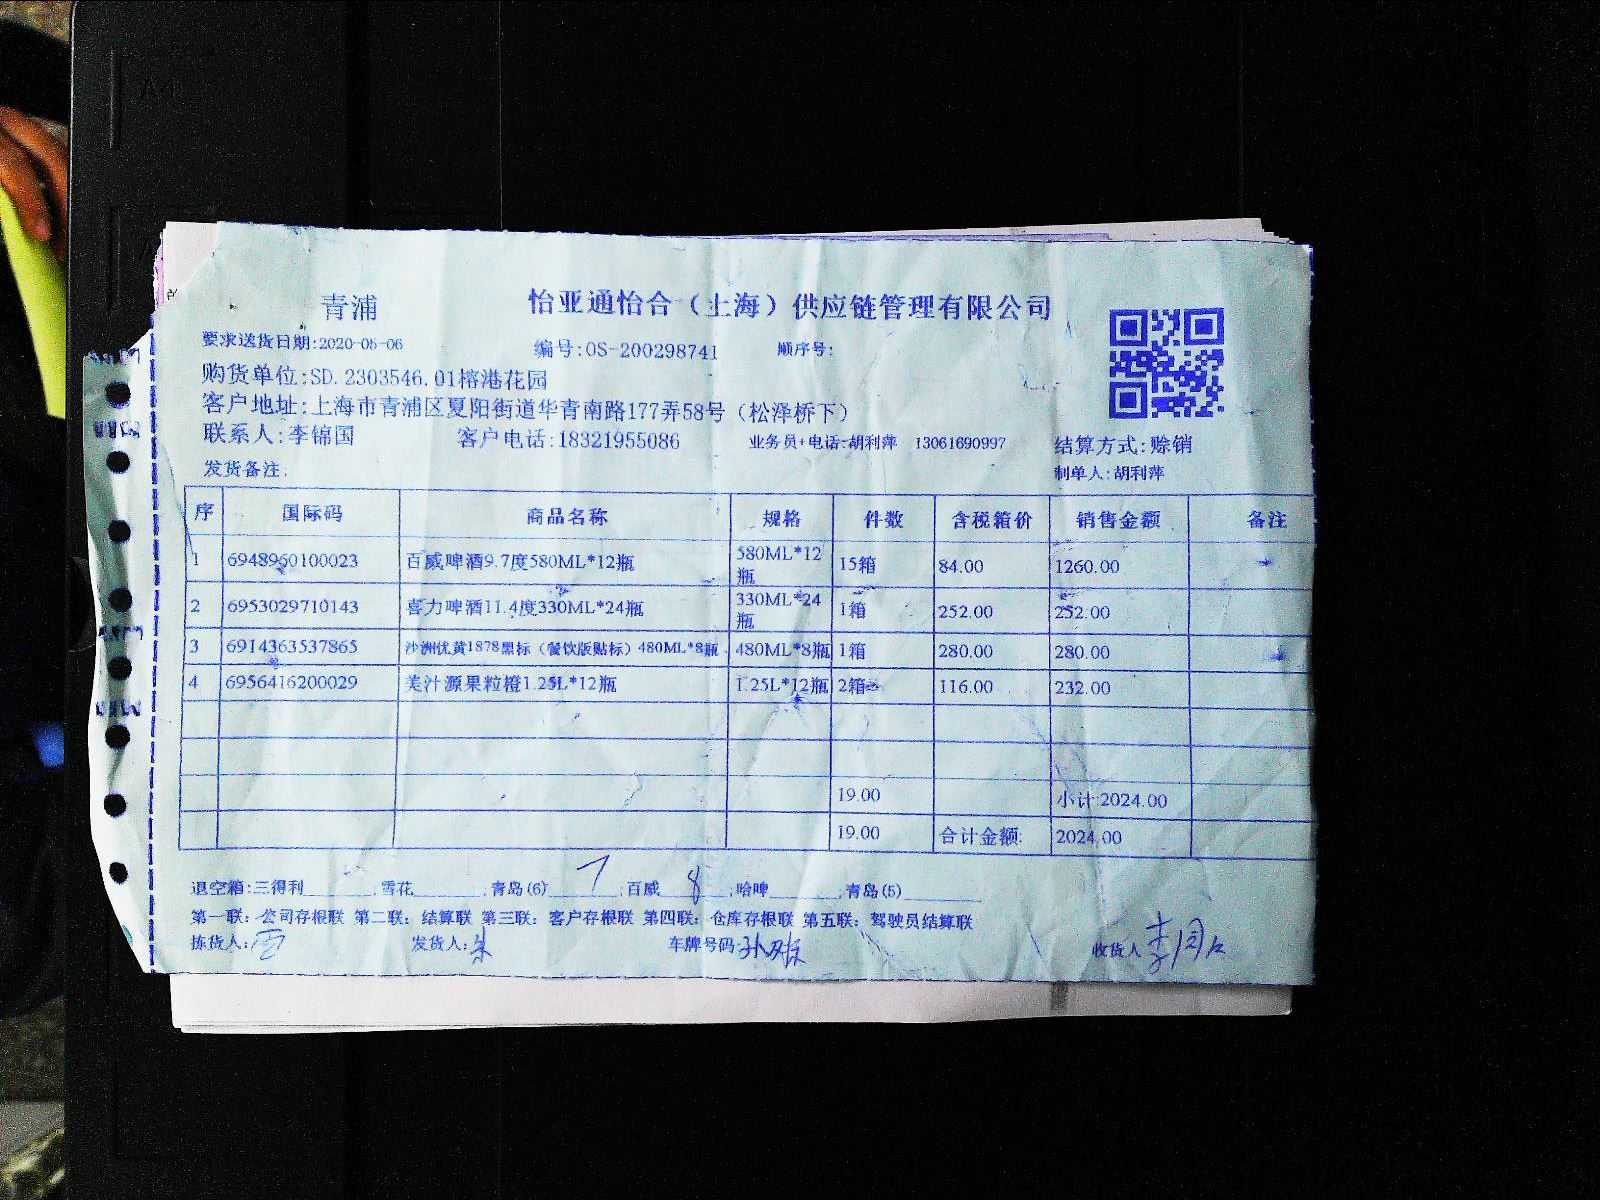 青浦 怡亚通怡合（上海）供应链管理有限公司
要求送货日期:2020-05-06 编号:OS-200298741 顺序号:
购货单位:SD.2303546.01榕港花园
客户地址:上海市青浦区夏阳街道华青南路177弄58号（松泽桥下）
联系人:李锦国 客户电话:18321955086 业务员+电话:胡利萍 13061690997 结算方式:赊销
发货备注: 制单人:胡利萍
序 国际码 商品名称 规格 件数 含税箱价 销售金额 备注
1 6948960100023 百威啤酒9.7度580ML*12瓶 580ML*12瓶 15箱 84.00 1260.00
2 6953029710143 喜力啤酒11.4度330ML*24瓶 330ML*24瓶 1箱 252.00 252.00
3 6914363537865 沙洲优黄1878黑标（餐饮版贴标）480ML*8瓶 480ML*8瓶 1箱 280.00 280.00
4 6956416200029 美汁源果粒橙1.25L*12瓶 1.25L*12瓶 2箱 116.00 232.00
19.00 小计:2024.00
19.00 合计金额: 2024.00
退空箱:三得利 ;雪花 ;青岛(6) 7 ;百威 8 ;哈啤 ;青岛(5)
第一联: 公司存根联 第二联: 结算联 第三联: 客户存根联 第四联: 仓库存根联 第五联: 驾驶员结算联
拣货人: 发货人:朱 车牌号码: 收货人